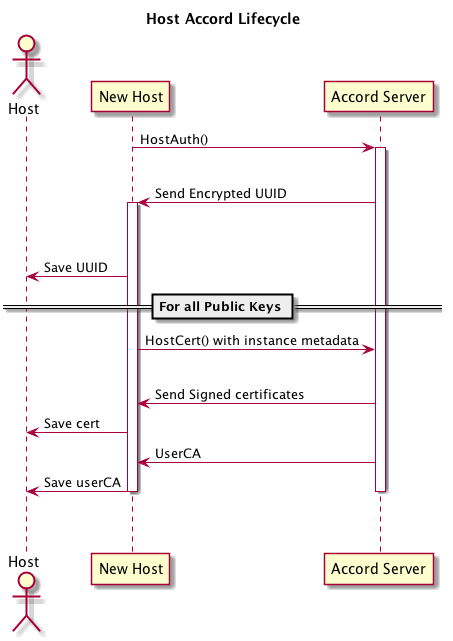 Host Accord Lifecycle
Host
New Host
Accord Server
HostAuth()
Send Encrypted UUID
Save UUID
For all Public Keys
HostCert() with instance metadata
Send Signed certificates
Save cert
UserCA
Save userCA
Host
New Host
Accord Server